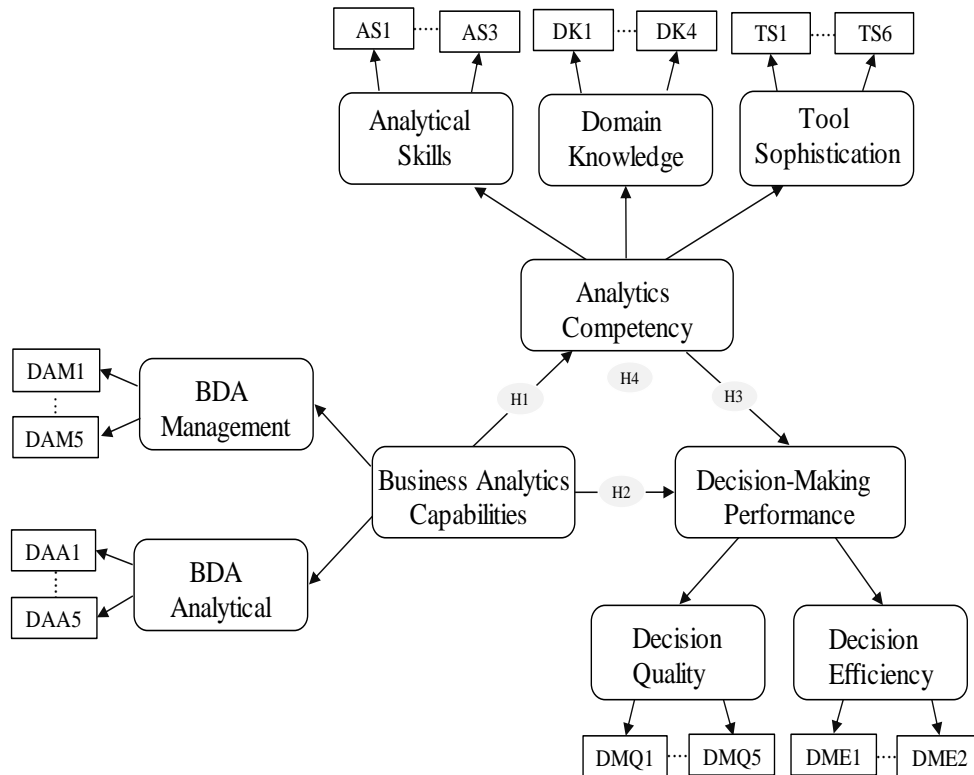 AS1
AS3
DK1
DK4
TS1
TS6
Analytical
Skills
Domain
Knowledge
Tool
Sophistication
Analytics
Competency
DAM1
DAM5
BDA
Management
H1
H4
H3
Business Analytics
Capabilities
H2
Decision-Making
Performance
DAA1
DAA5
BDA
Analytical
Decision
Quality
Decision
Efficiency
DMQ1
DMQ5
DME1
DME2